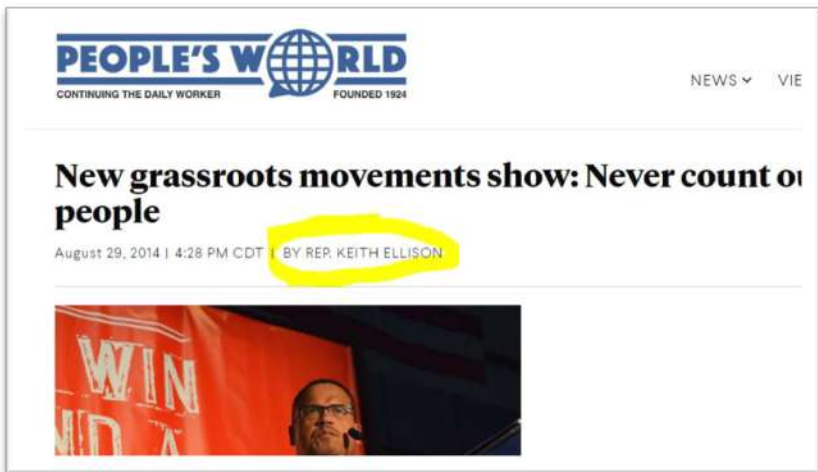 PEOPLE'S WORLD
CONTINUING THE DAILY WORKER FOUNDED 1924
NEWS
New grassroots movements show: Never count
people
August 29, 2014 | 4:28 PM CDT | BY REP. KEITH ELLISON
WIN
A